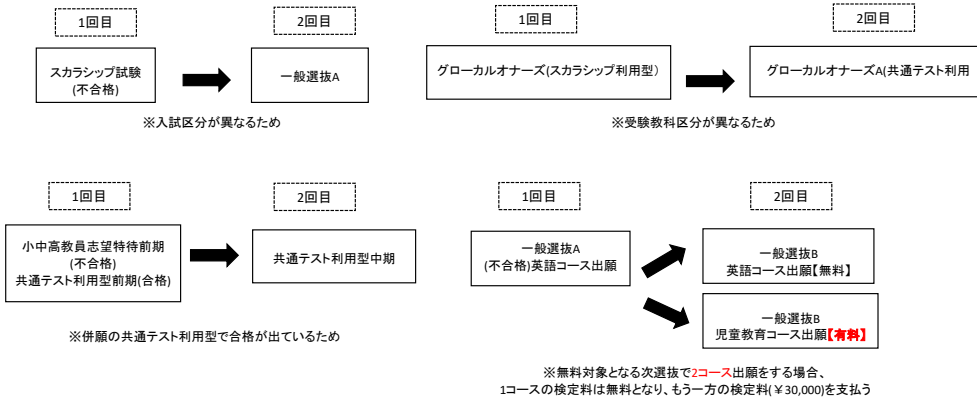 1回目
2回目
スカラシップ試験
(不合格)
一般選抜A
※入試区分が異なるため
1回目
2回目
グローカルオナーズ(スカラシップ利用型)
グローカルオナーズA(共通テスト利用
※受験教科区分が異なるため
1回目
2回目
小中高教員志望特待前期
(不合格)
共通テスト利用型前期(合格)
共通テスト利用型中期
※併願の共通テスト利用型で合格が出ているため
1回目
2回目
一般選抜A
(不合格)英語コース出願
一般選抜B
英語コース出願【無料】
一般選抜B
児童教育コース出願【有料】
※無料対象となる次選抜で2コース出願をする場合、
1コースの検定料は無料となり、もう一方の検定料(¥30,000)を支払う